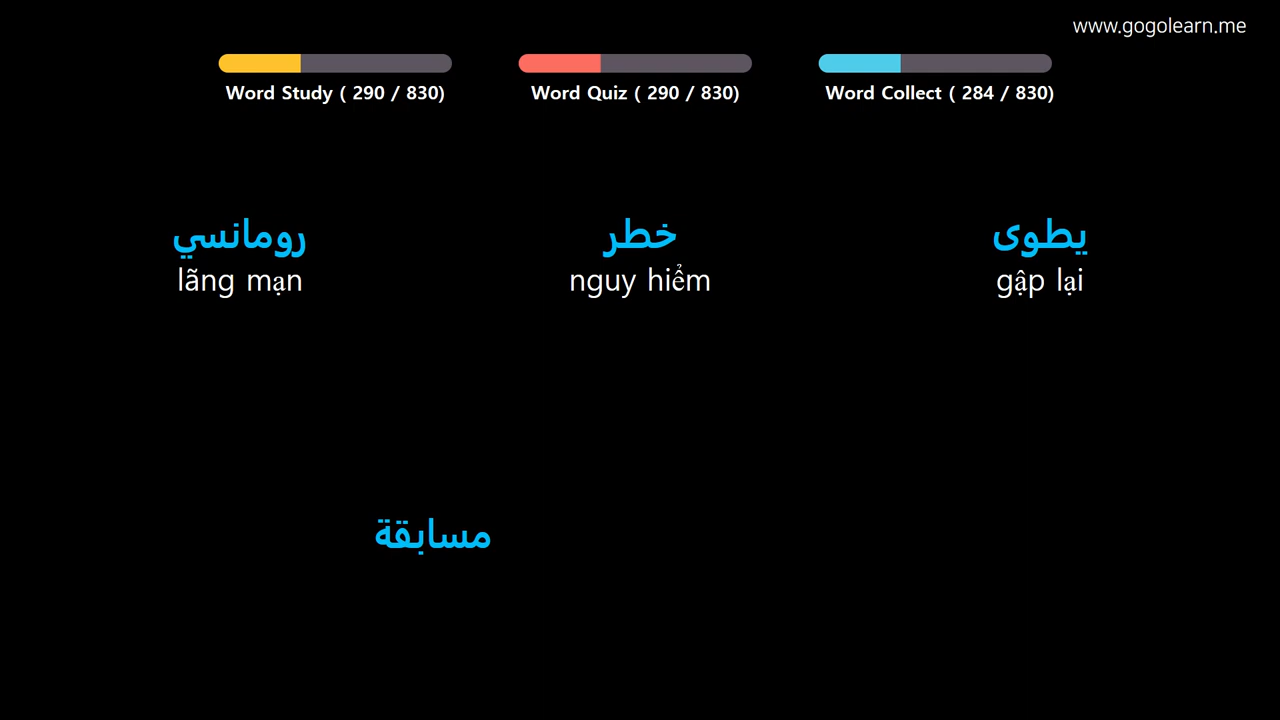 www.gogolearn.me
Word Study ( 290 / 830)
Word Quiz ( 290 / 830)
Word Collect ( 284 / 830)
رومانسي
lãng mạn
خطر
nguy hiểm
يطوى
gập lại
مسابقة